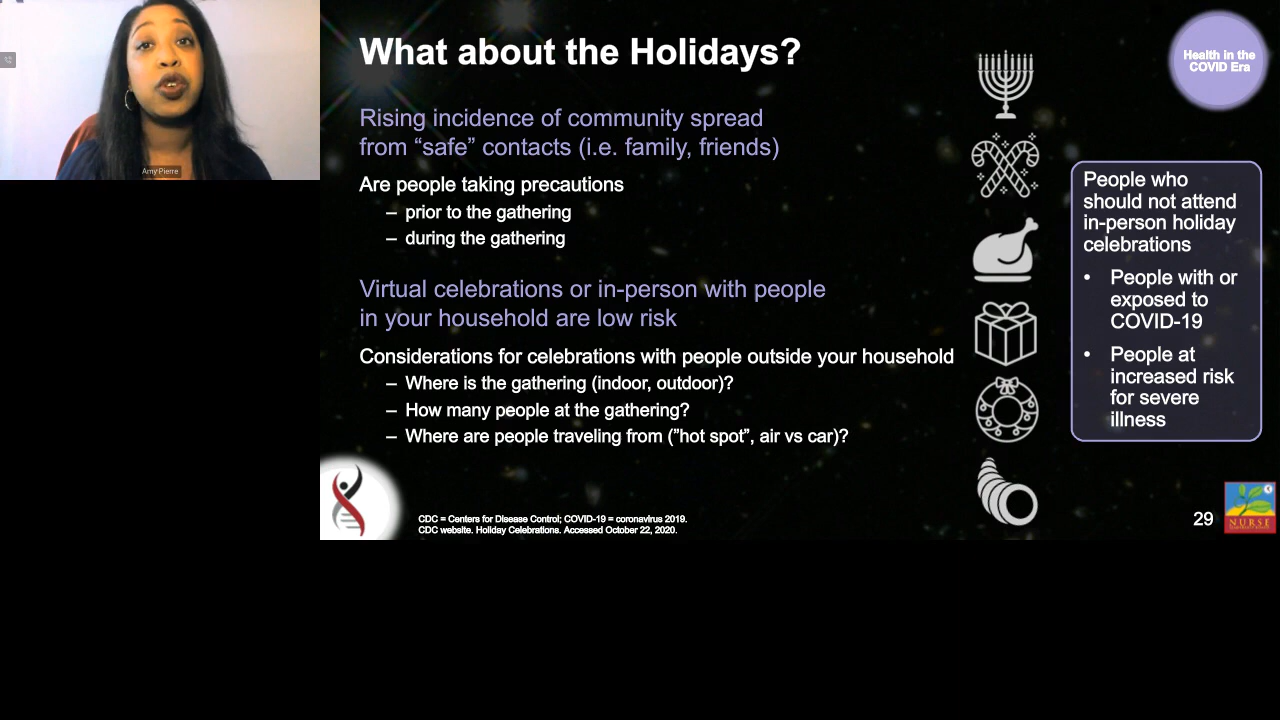 Amy Pierre
What about the Holidays?
Health in the
COVID Era
Rising incidence of community spread
from “safe” contacts (i.e. family, friends)
Are people taking precautions
– prior to the gathering
– during the gathering
Virtual celebrations or in-person with people
in your household are low risk
Considerations for celebrations with people outside your household
– Where is the gathering (indoor, outdoor)?
– How many people at the gathering?
– Where are people traveling from (”hot spot”, air vs car)?
People who
should not attend
in-person holiday
celebrations
• People with or
exposed to
COVID-19
• People at
increased risk
for severe
illness
CDC = Centers for Disease Control; COVID-19 = coronavirus 2019.
CDC website. Holiday Celebrations. Accessed October 22, 2020.
29
NURSE